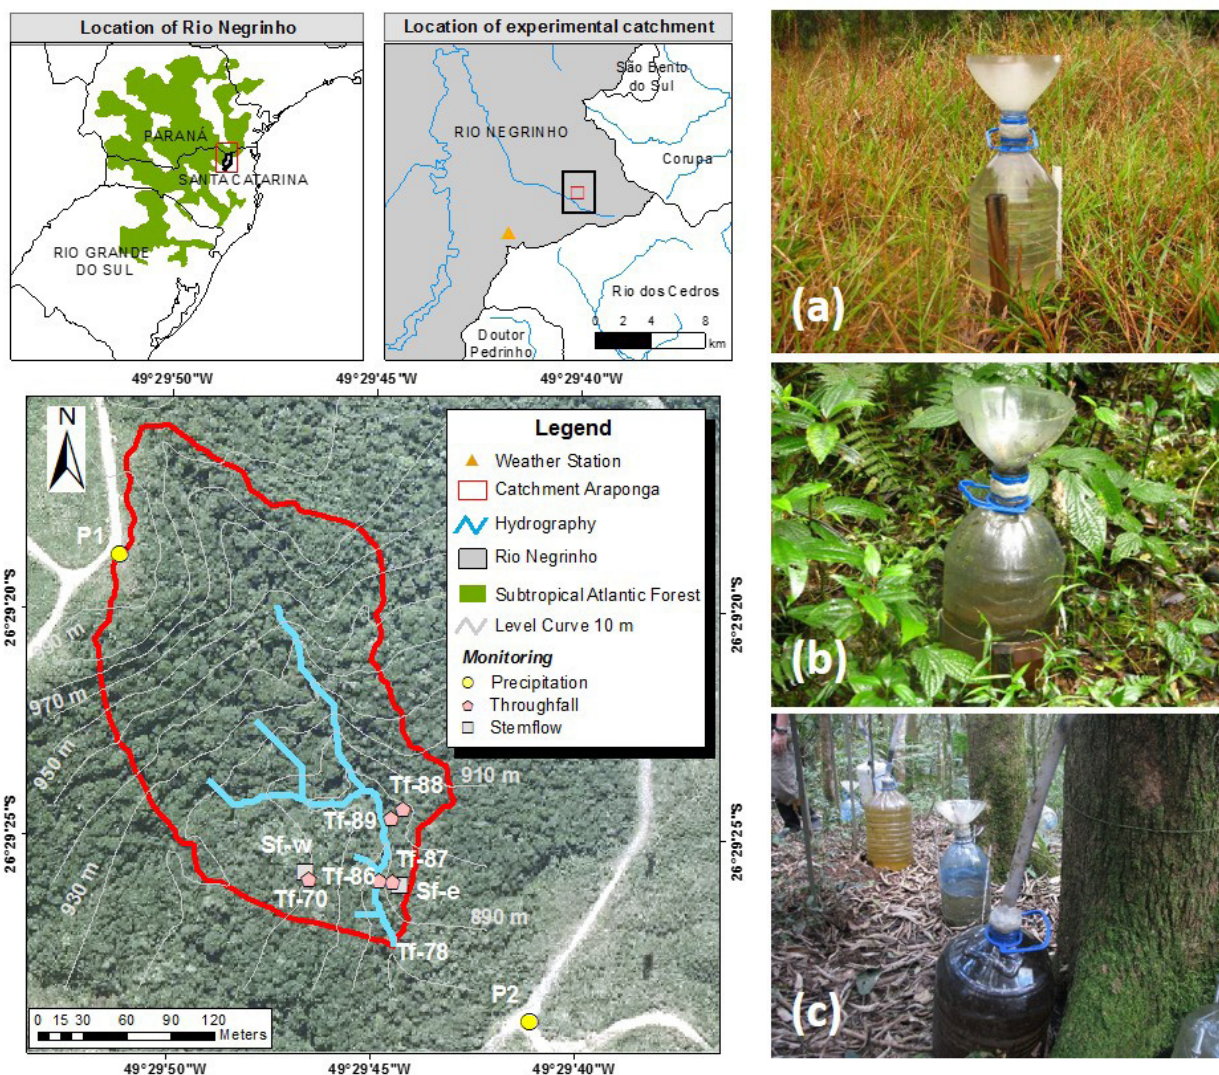 Location of Rio Negrinho
PARANÁ
SANTA CATARINA
RIO GRANDE
DO SUL
Location of experimental catchment
São Bento
do Sul
RIO NEGRINHO
Corupa
Rio dos Cedros
Doutor
Pedrinho
0 2 4 8
km
49°29'50"W 49°29'45"W 49°29'40"W
N
P1
26°29'20"S
26°29'25"S
970 m
950 m
930 m
910 m
890 m
Tf-88
Tf-89
Sf-w
Tf-87
Tf-86
Tf-70
Sf-e
Tf-78
P2
0 15 30 60 90 120
Meters
Legend
Weather Station
Catchment Araponga
Hydrography
Rio Negrinho
Subtropical Atlantic Forest
Level Curve 10 m
Monitoring
Precipitation
Throughfall
Stemflow
26°29'20"S
26°29'25"S
49°29'50"W 49°29'45"W 49°29'40"W
(a)
(b)
(c)